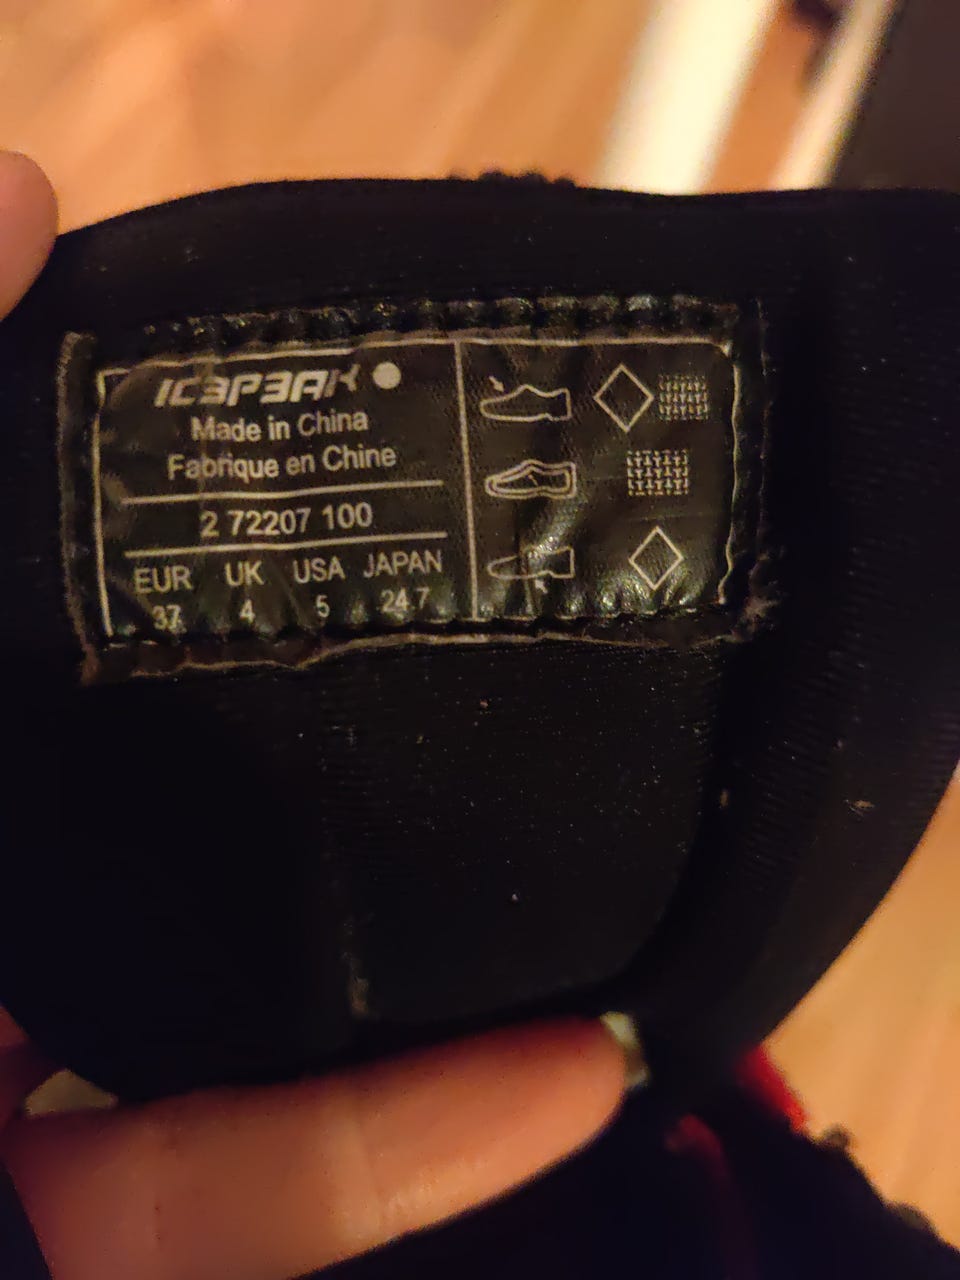 ICEPEAK
Made in China
Fabrique en Chine
2 72207 100
EUR UK USA JAPAN
37 4 5 24.7